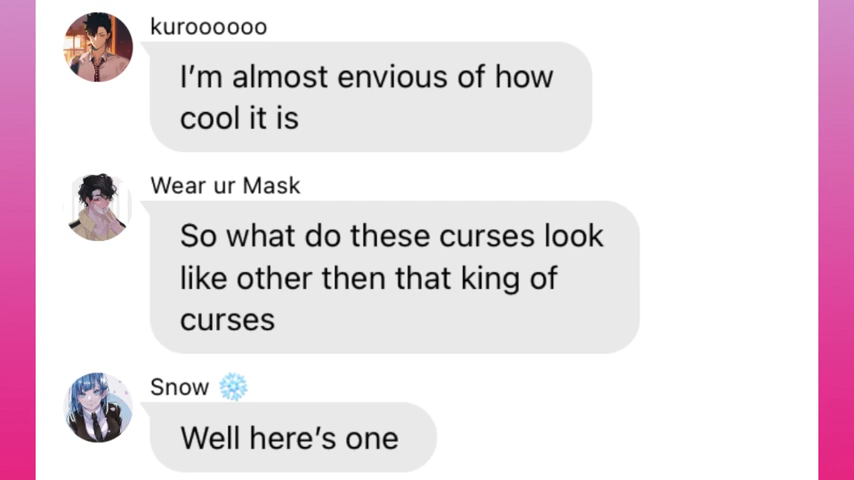 kuroooooo
I’m almost envious of how
cool it is
Wear ur Mask
So what do these curses look
like other then that king of
curses
Snow ❄️
Well here’s one